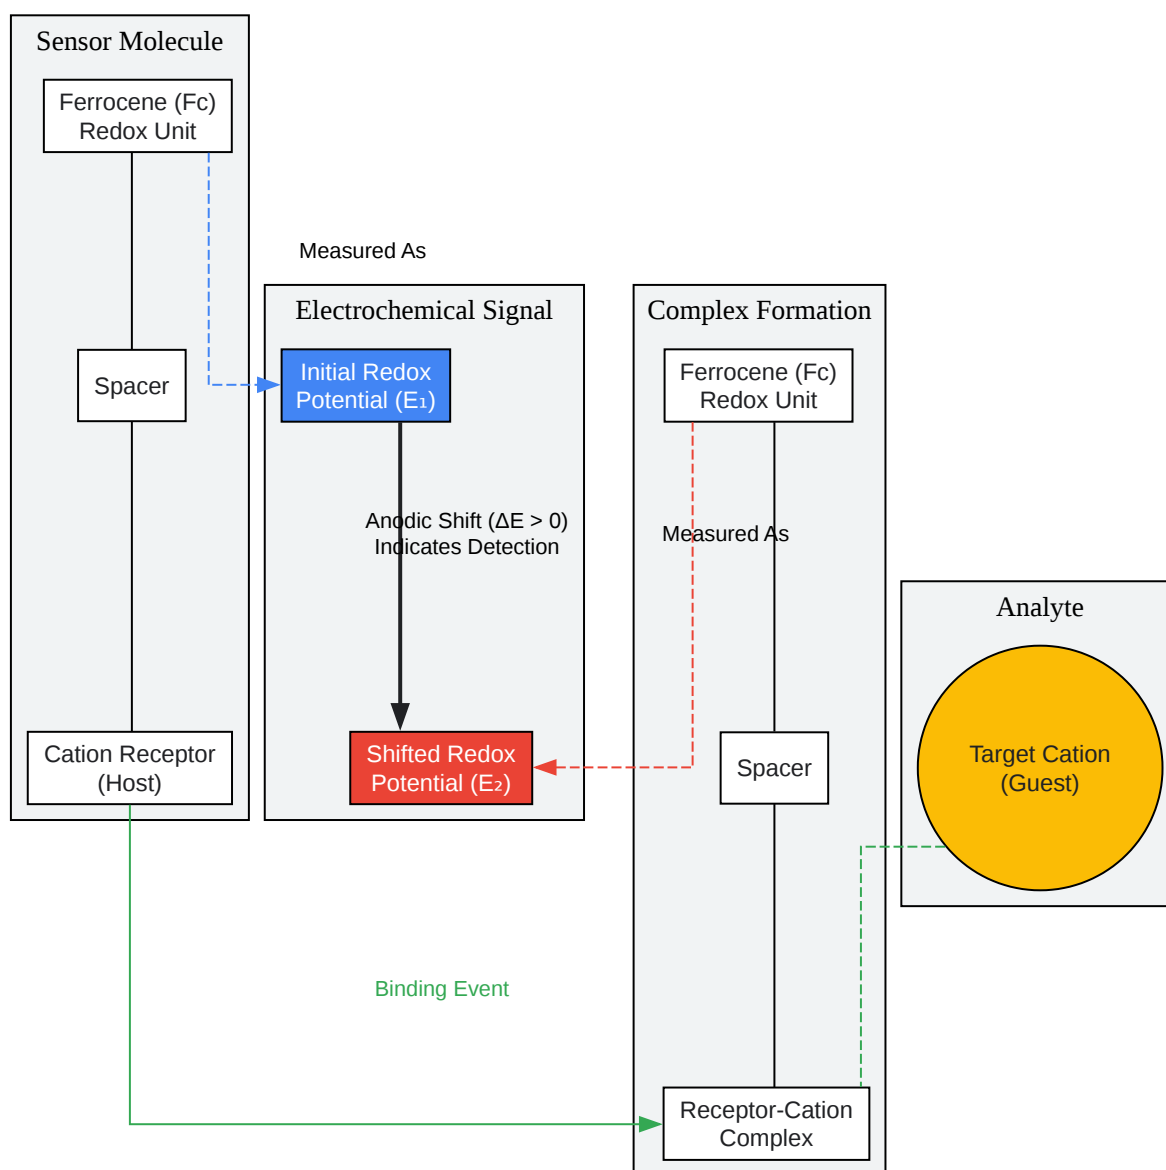 Sensor Molecule
Ferrocene (Fc)
Redox Unit
Spacer
Cation Receptor
(Host)
Measured As
Electrochemical Signal
Initial Redox
Potential (E₁)
Anodic Shift (ΔE > 0)
Indicates Detection
Shifted Redox
Potential (E₂)
Complex Formation
Ferrocene (Fc)
Redox Unit
Measured As
Spacer
Receptor-Cation
Complex
Analyte
Target Cation
(Guest)
Binding Event